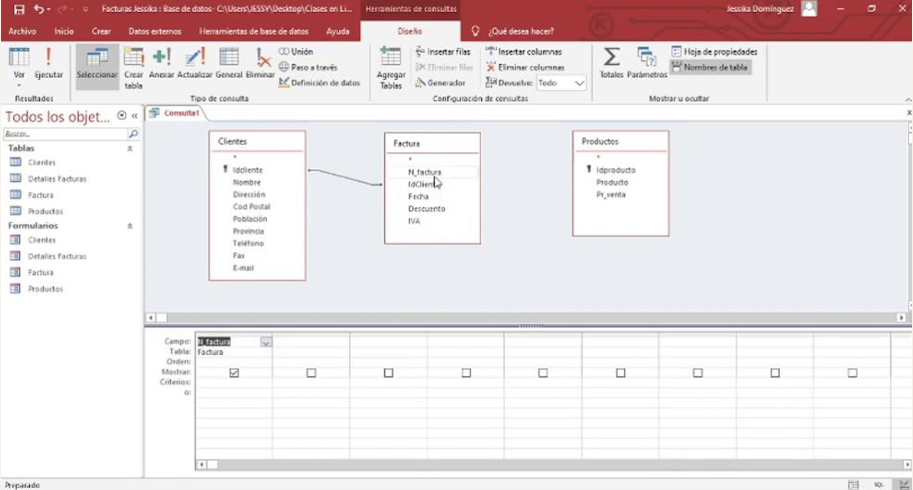 Facturas Jessika : Base de datos- C:\Users\JESSY\Desktop\Clases en Li...
Herramientas de consultas
Jessika Domínguez
Archivo Inicio Crear Datos externos Herramientas de base de datos Ayuda Diseño ¿Qué desea hacer?
Ver Ejecutar Seleccionar Crear tabla Anexar Actualizar General Eliminar
Unión
Paso a través
Definición de datos
Agregar Tablas
Insertar filas
Eliminar filas
Generador
Insertar columnas
Eliminar columnas
Devuelve: Todo
Totales Parámetros
Hoja de propiedades
Nombres de tabla
Resultados Tipo de consulta Configuración de consultas Mostrar u ocultar
Todos los objet...
Buscar...
Tablas
Clientes
Detalles Facturas
Factura
Productos
Formularios
Clientes
Detalles Facturas
Factura
Productos
Consulta1
Clientes
*
Idcliente
Nombre
Dirección
Cod Postal
Población
Provincia
Teléfono
Fax
E-mail
Factura
*
N_factura
IdCliente
Fecha
Descuento
IVA
Productos
*
Idproducto
Producto
Pr_venta
Campo: N_factura
Tabla: Factura
Orden:
Mostrar:
Criterios:
o:
Preparado
SQL